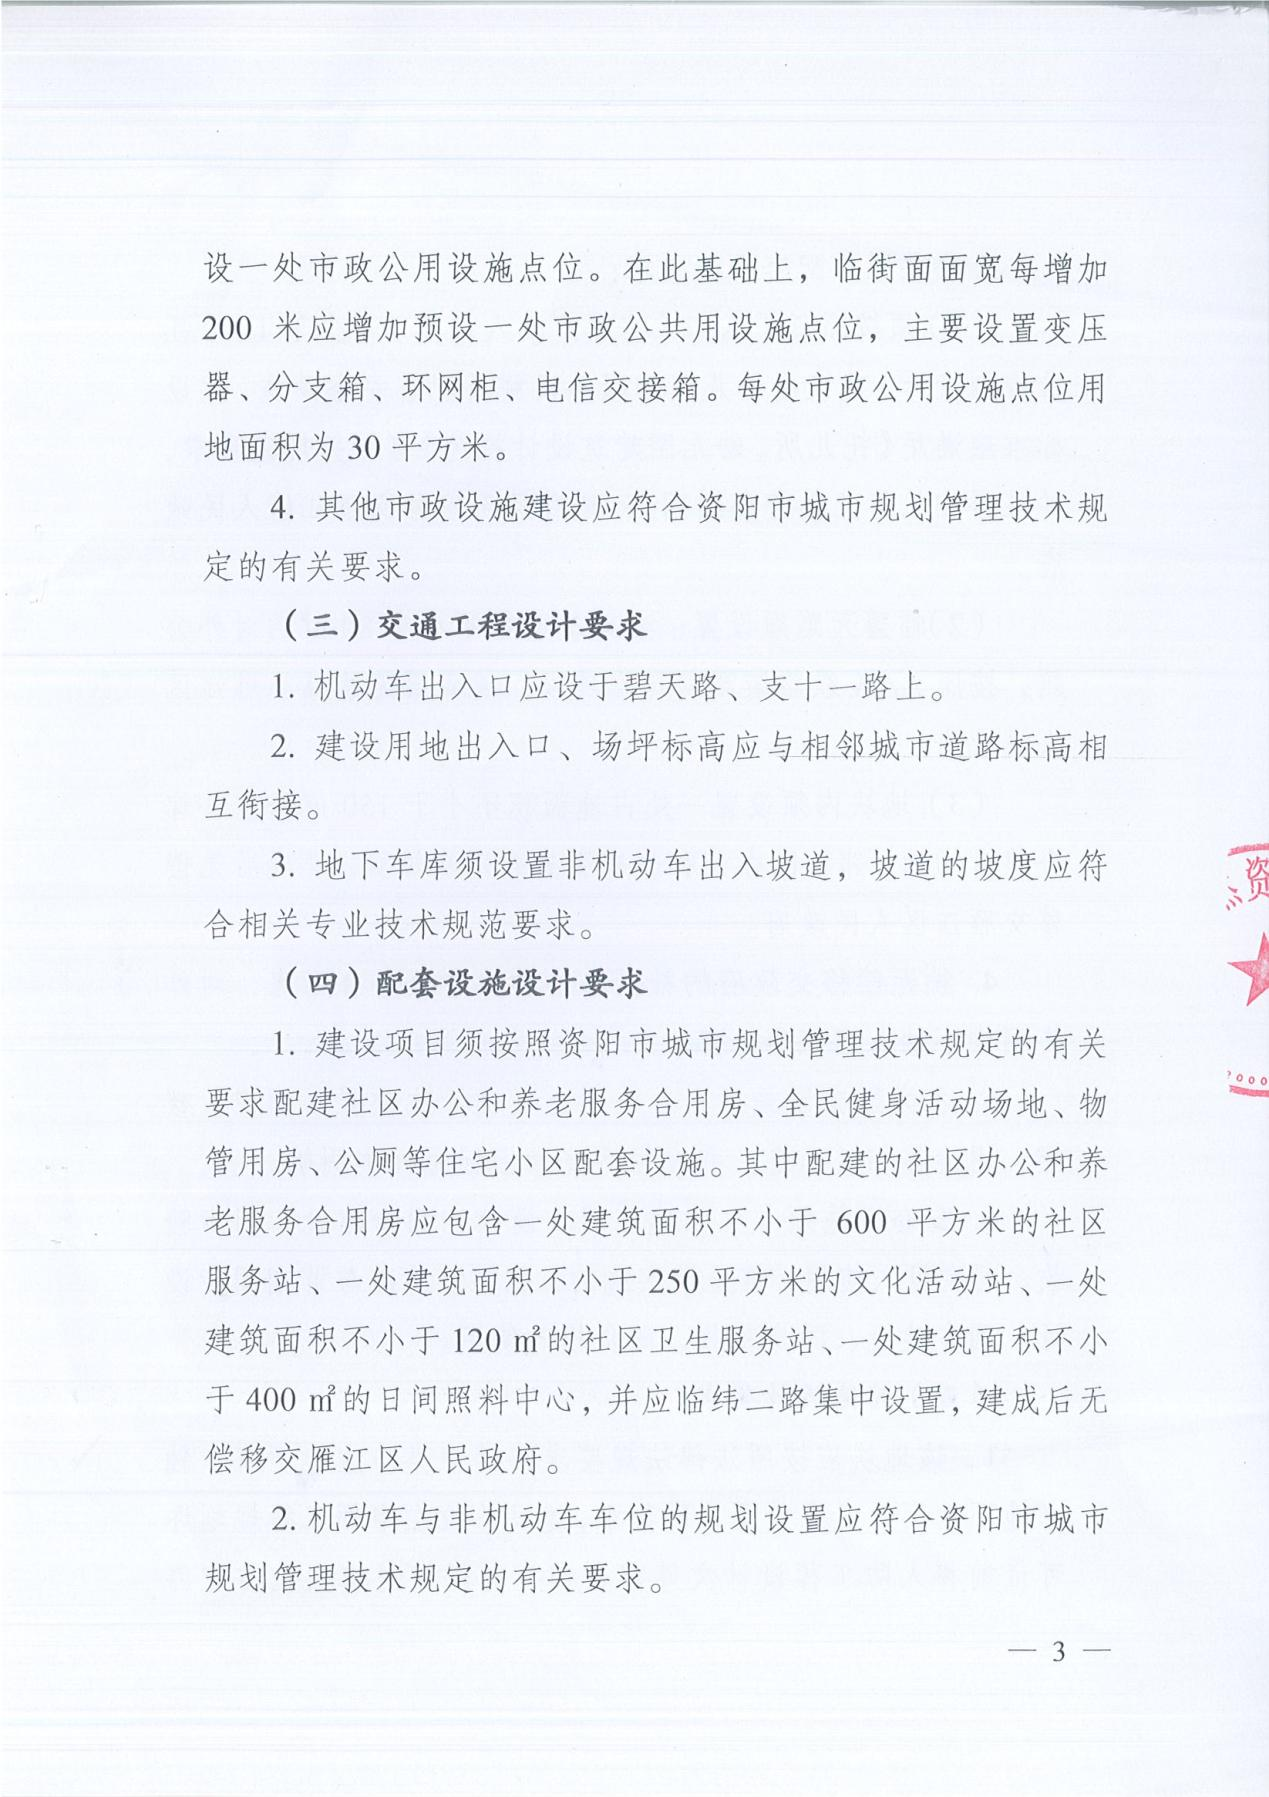 设一处市政公用设施点位。在此基础上，临街面面宽每增加
200 米应增加预设一处市政公共用设施点位，主要设置变压
器、分支箱、环网柜、电信交接箱。每处市政公用设施点位用
地面积为 30 平方米。
4. 其他市政设施建设应符合资阳市城市规划管理技术规
定的有关要求。
（三）交通工程设计要求
1. 机动车出入口应设于碧天路、支十一路上。
2. 建设用地出入口、场坪标高应与相邻城市道路标高相
互衔接。
3. 地下车库须设置非机动车出入坡道，坡道的坡度应符
合相关专业技术规范要求。
（四）配套设施设计要求
1. 建设项目须按照资阳市城市规划管理技术规定的有关
要求配建社区办公和养老服务合用房、全民健身活动场地、物
管用房、公厕等住宅小区配套设施。其中配建的社区办公和养
老服务合用房应包含一处建筑面积不小于 600 平方米的社区
服务站、一处建筑面积不小于 250 平方米的文化活动站、一处
建筑面积不小于 120 ㎡的社区卫生服务站、一处建筑面积不小
于 400 ㎡的日间照料中心，并应临纬二路集中设置，建成后无
偿移交雁江区人民政府。
2. 机动车与非机动车车位的规划设置应符合资阳市城市
规划管理技术规定的有关要求。
资
— 3 —